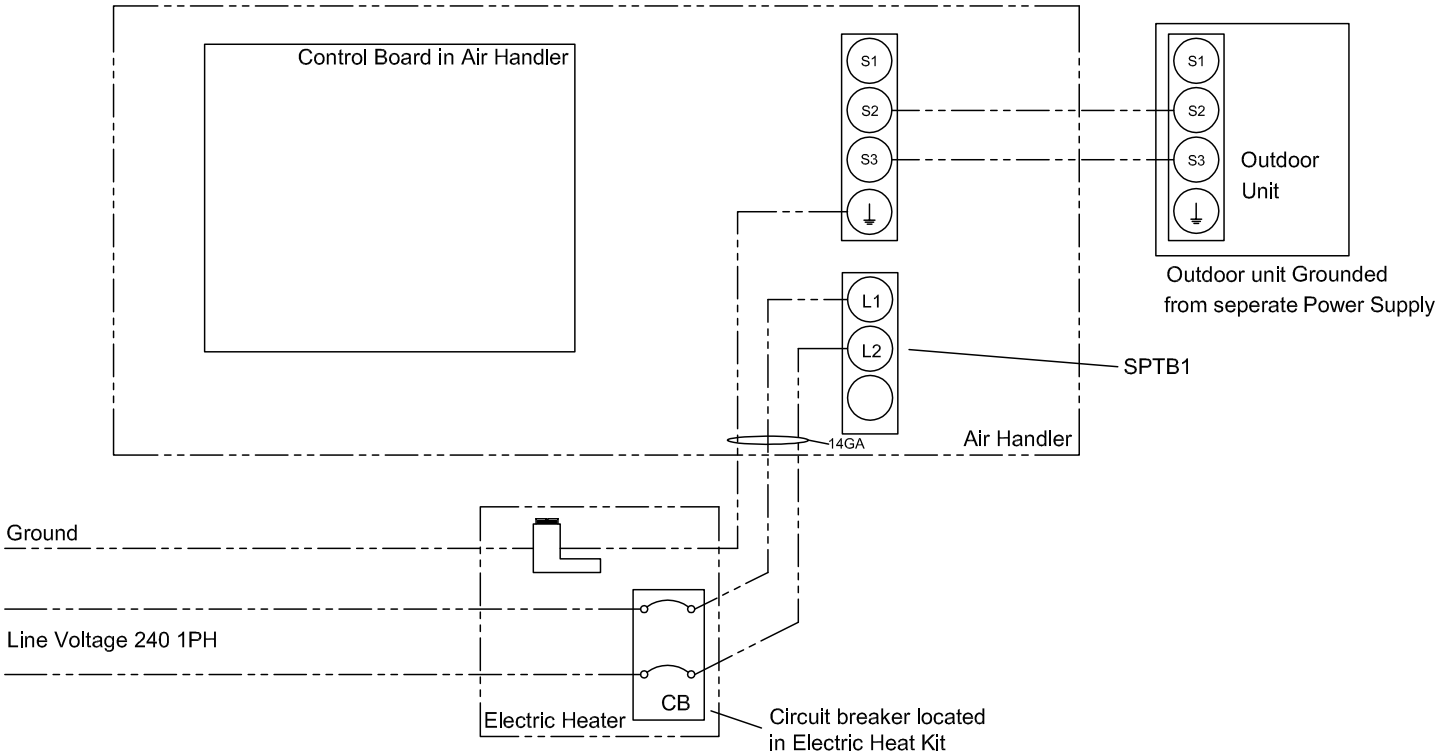 Control Board in Air Handler
S1
S2
S3
S1
S2
S3
Outdoor
Unit
Outdoor unit Grounded
from seperate Power Supply
L1
L2
SPTB1
14GA
Air Handler
Ground
Line Voltage 240 1PH
CB
Electric Heater
Circuit breaker located
in Electric Heat Kit